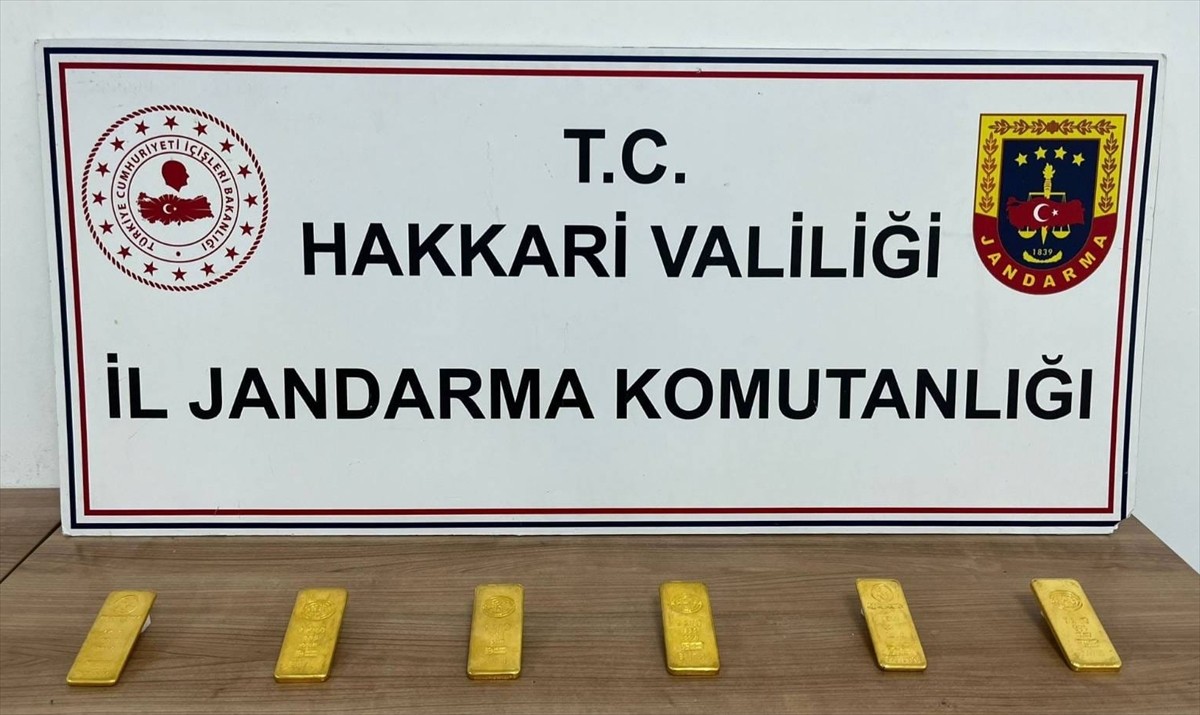 T.C.
HAKKARİ VALİLİĞİ
İL JANDARMA KOMUTANLIĞI
TÜRKİYE CUMHURİYETİ İÇİŞLERİ BAKANLIĞI
1839
JANDARMA